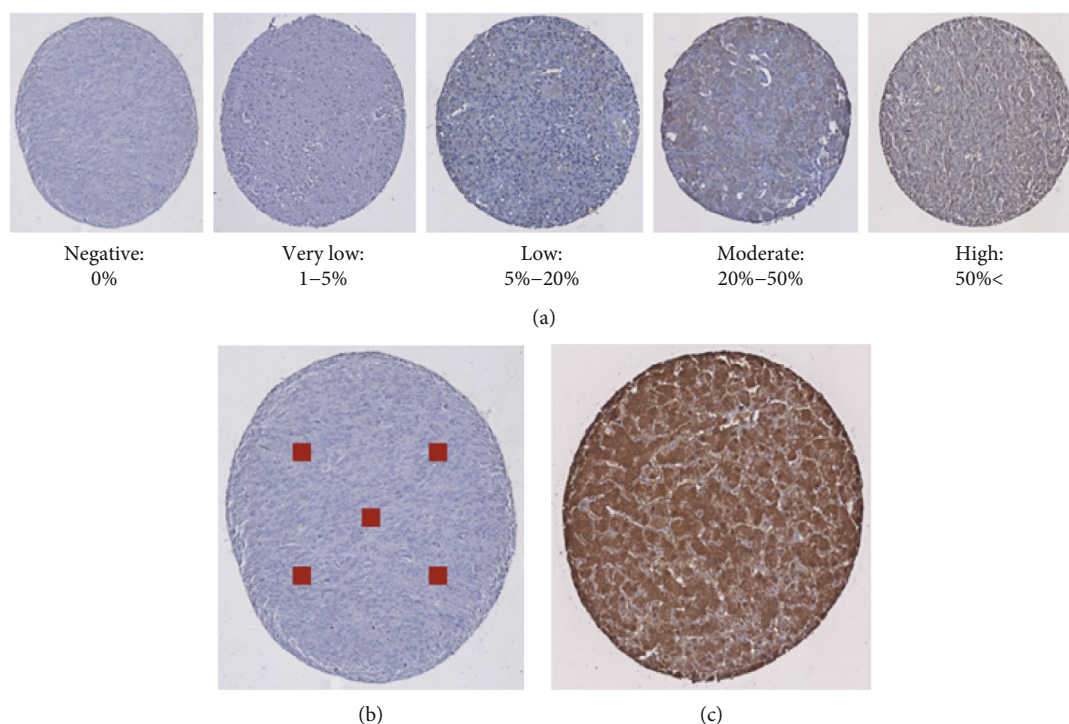 Negative:
0%
Very low:
1−5%
Low:
5%−20%
Moderate:
20%−50%
High:
50%<
(a)
(b)
(c)